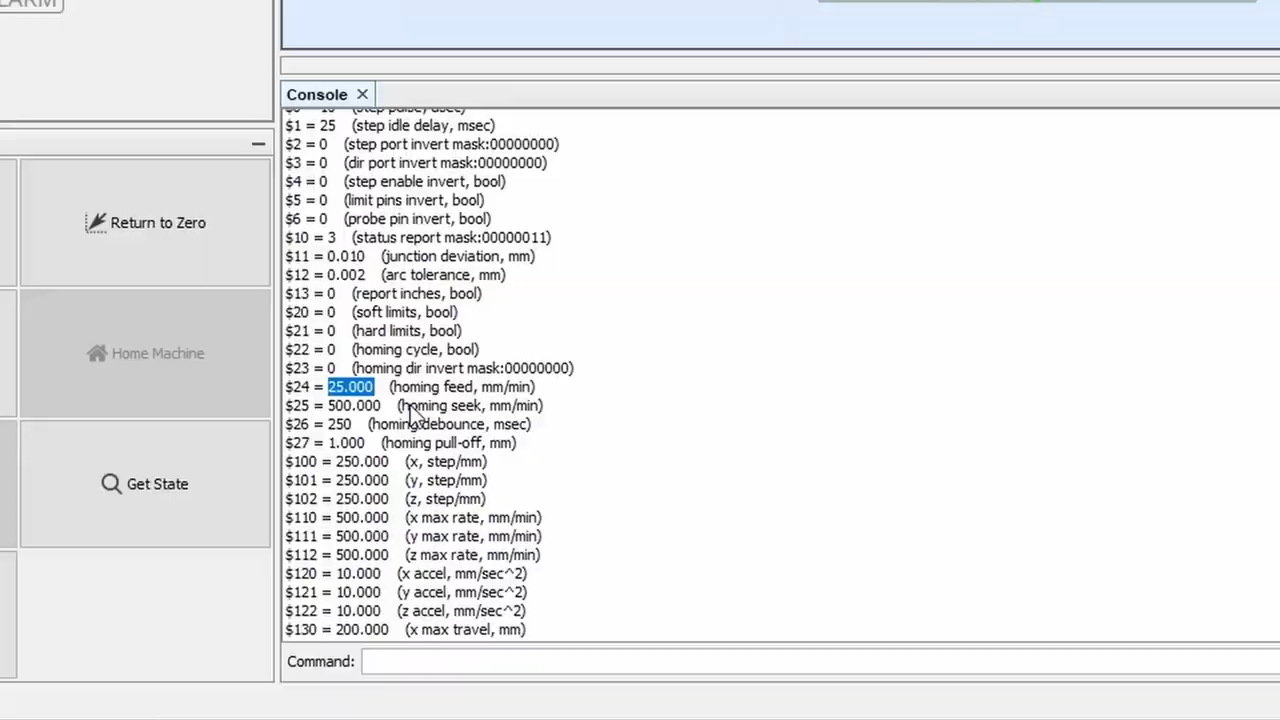 ALARM
Console
$1 = 25 (step idle delay, msec)
$2 = 0 (step port invert mask:00000000)
$3 = 0 (dir port invert mask:00000000)
$4 = 0 (step enable invert, bool)
$5 = 0 (limit pins invert, bool)
$6 = 0 (probe pin invert, bool)
$10 = 3 (status report mask:00000011)
$11 = 0.010 (junction deviation, mm)
$12 = 0.002 (arc tolerance, mm)
$13 = 0 (report inches, bool)
$20 = 0 (soft limits, bool)
$21 = 0 (hard limits, bool)
$22 = 0 (homing cycle, bool)
$23 = 0 (homing dir invert mask:00000000)
$24 = 25.000 (homing feed, mm/min)
$25 = 500.000 (homing seek, mm/min)
$26 = 250 (homing debounce, msec)
$27 = 1.000 (homing pull-off, mm)
$100 = 250.000 (x, step/mm)
$101 = 250.000 (y, step/mm)
$102 = 250.000 (z, step/mm)
$110 = 500.000 (x max rate, mm/min)
$111 = 500.000 (y max rate, mm/min)
$112 = 500.000 (z max rate, mm/min)
$120 = 10.000 (x accel, mm/sec^2)
$121 = 10.000 (y accel, mm/sec^2)
$122 = 10.000 (z accel, mm/sec^2)
$130 = 200.000 (x max travel, mm)
Command:
Return to Zero
Home Machine
Get State